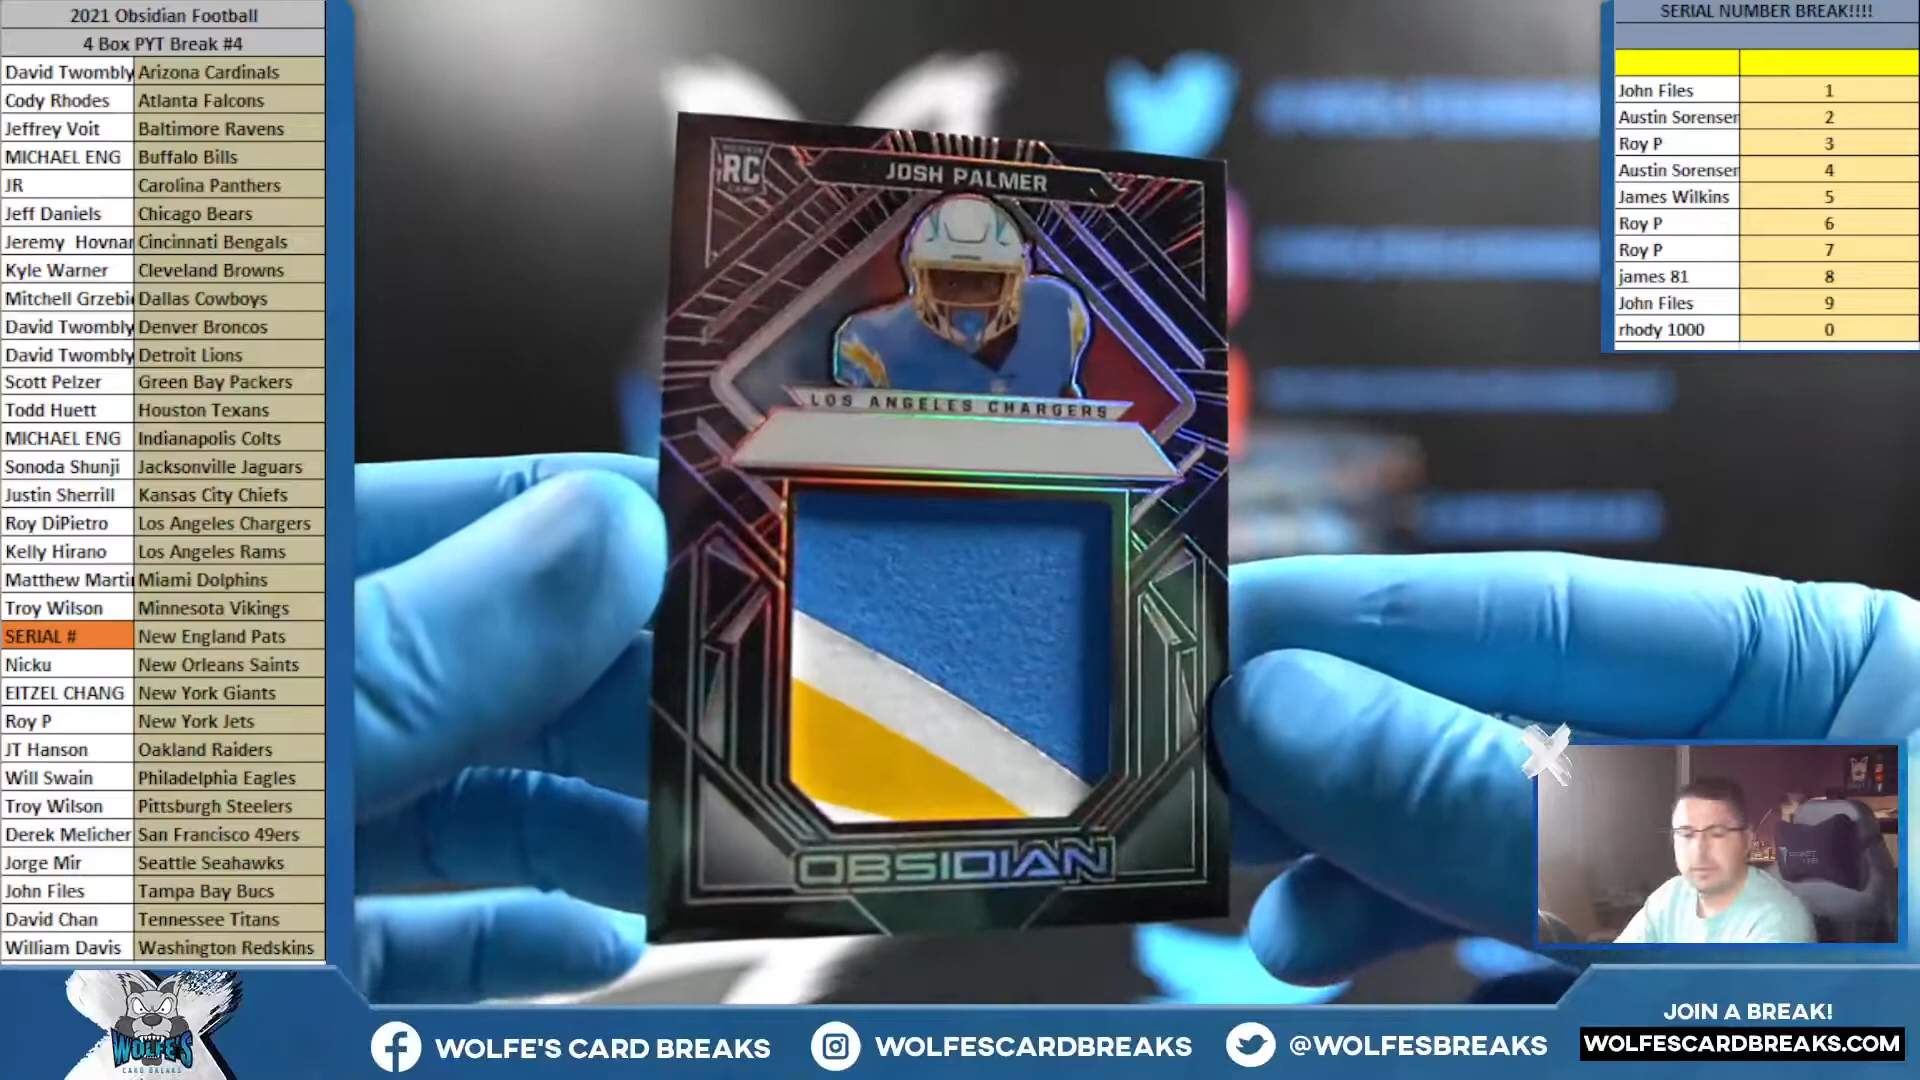 2021 Obsidian Football
4 Box PYT Break #4
David Twombly Arizona Cardinals
Cody Rhodes Atlanta Falcons
Jeffrey Voit Baltimore Ravens
MICHAEL ENG Buffalo Bills
JR Carolina Panthers
Jeff Daniels Chicago Bears
Jeremy Hovnar Cincinnati Bengals
Kyle Warner Cleveland Browns
Mitchell Grzebi Dallas Cowboys
David Twombly Denver Broncos
David Twombly Detroit Lions
Scott Pelzer Green Bay Packers
Todd Huett Houston Texans
MICHAEL ENG Indianapolis Colts
Sonoda Shunji Jacksonville Jaguars
Justin Sherrill Kansas City Chiefs
Roy DiPietro Los Angeles Chargers
Kelly Hirano Los Angeles Rams
Matthew Marti Miami Dolphins
Troy Wilson Minnesota Vikings
SERIAL # New England Pats
Nicku New Orleans Saints
EITZEL CHANG New York Giants
Roy P New York Jets
JT Hanson Oakland Raiders
Will Swain Philadelphia Eagles
Troy Wilson Pittsburgh Steelers
Derek Melicher San Francisco 49ers
Jorge Mir Seattle Seahawks
John Files Tampa Bay Bucs
David Chan Tennessee Titans
William Davis Washington Redskins
RC
JOSH PALMER
LOS ANGELES CHARGERS
OBSIDIAN
SERIAL NUMBER BREAK!!!!
John Files 1
Austin Sorenser 2
Roy P 3
Austin Sorenser 4
James Wilkins 5
Roy P 6
Roy P 7
james 81 8
John Files 9
rhody 1000 0
WOLFE'S
CARD BREAKS
WOLFE'S CARD BREAKS
WOLFESCARDBREAKS
@WOLFESBREAKS
JOIN A BREAK!
WOLFESCARDBREAKS.COM